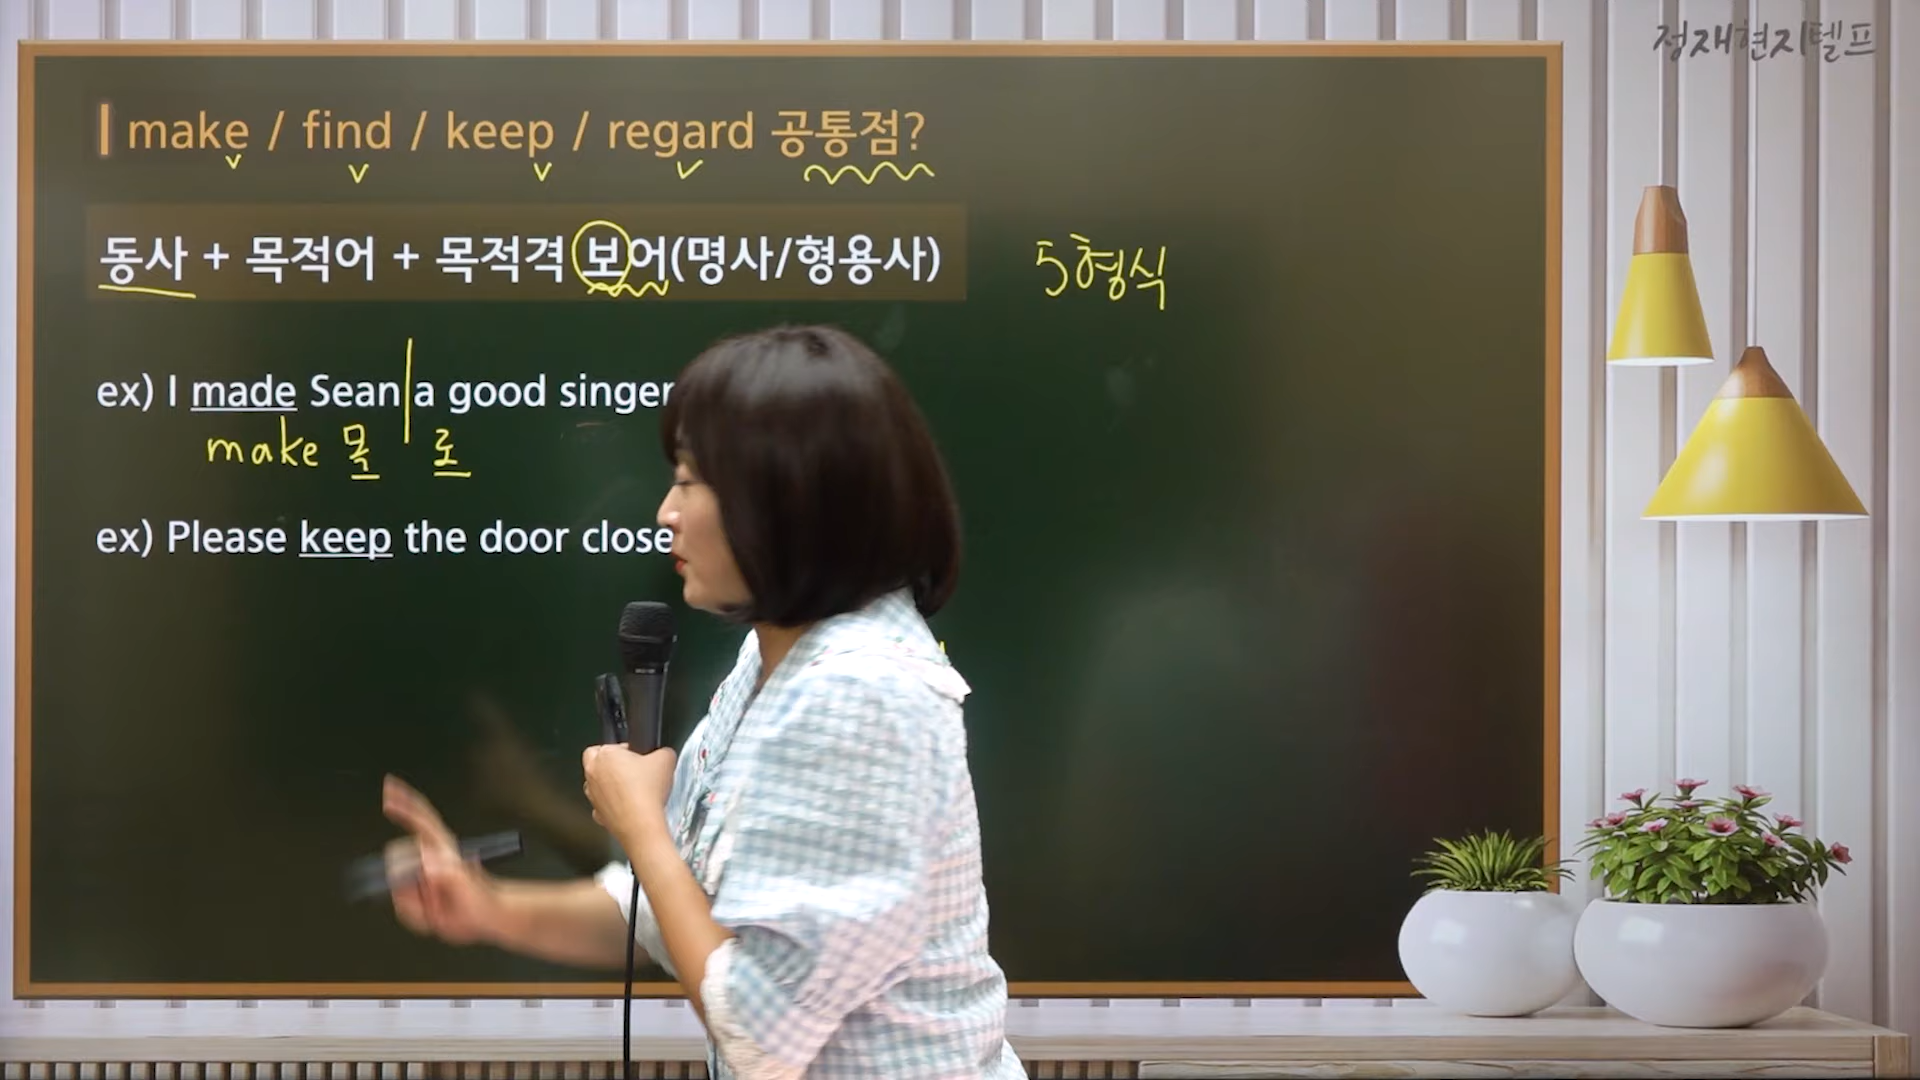 정재현지텔프
make / find / keep / regard 공통점?
동사 + 목적어 + 목적격 보어(명사/형용사)
5형식
ex) I made Sean a good singer
make 목 로
ex) Please keep the door close